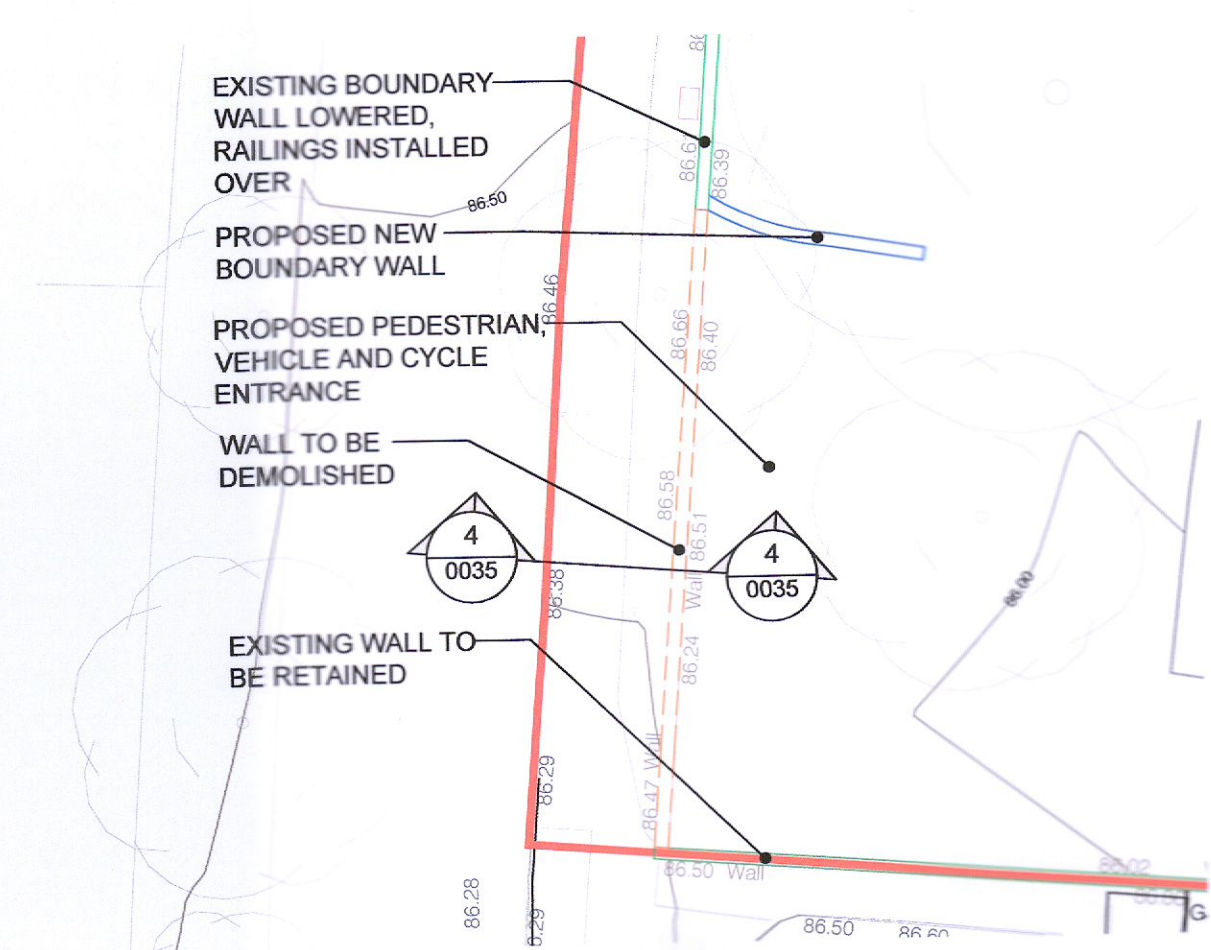 EXISTING BOUNDARY
WALL LOWERED,
RAILINGS INSTALLED
OVER
86.50
86.39
PROPOSED NEW
BOUNDARY WALL
86.46
PROPOSED PEDESTRIAN,
VEHICLE AND CYCLE
ENTRANCE
86.66
86.40
WALL TO BE
DEMOLISHED
86.58
86.51
Wall
4
0035
4
0035
86.38
86.00
EXISTING WALL TO
BE RETAINED
86.24
Wall
86.47
86.29
86.50 Wall
86.02
86.28
86.50
86.60
G